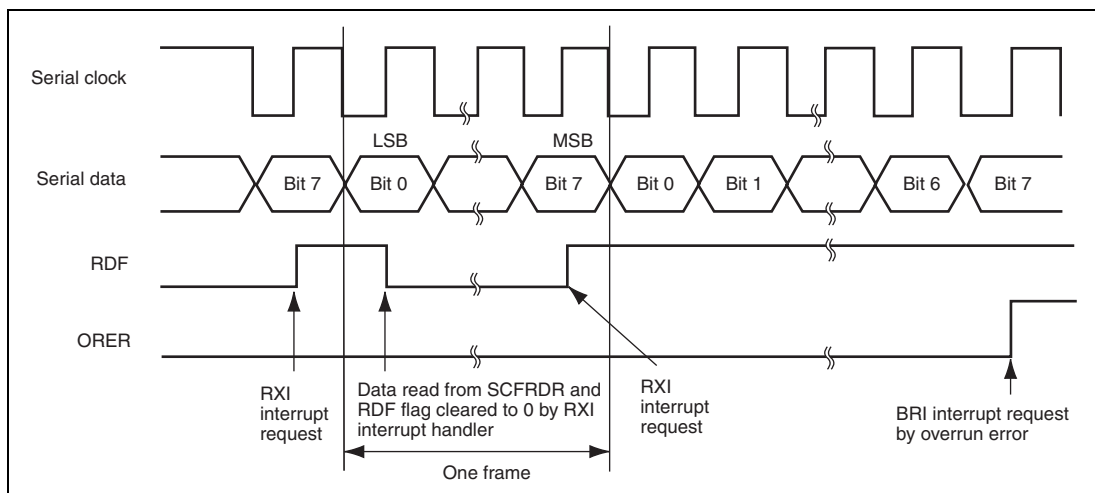 Serial clock
LSB
MSB
Serial data
Bit 7
Bit 0
Bit 7
Bit 0
Bit 1
Bit 6
Bit 7
RDF
ORER
RXI
interrupt
request
Data read from SCFRDR and
RDF flag cleared to 0 by RXI
interrupt handler
RXI
interrupt
request
BRI interrupt request
by overrun error
One frame